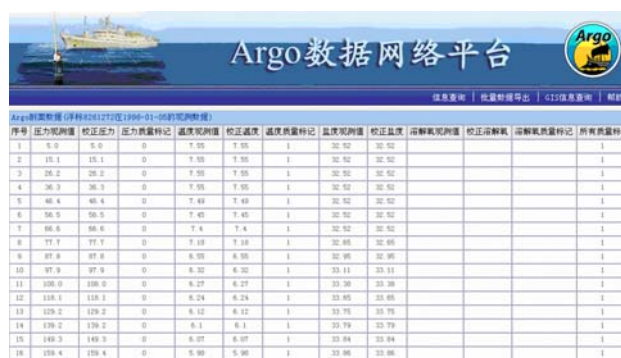 Argo数据网络平台
Argo
信息查询 | 批量数据导出 | GIS信息查询 | 帮助
Argo剖面数据(浮标6261272在1996-01-05的观测数据)
序号 压力观测值 校正压力 压力质量标记 温度观测值 校正温度 温度质量标记 盐度观测值 校正盐度 溶解氧观测值 校正溶解氧 溶解氧质量标记 所有质量标
1 5.0 5.0 0 7.55 7.55 1 32.52 32.52 1
2 15.1 15.1 0 7.55 7.55 1 32.52 32.52 1
3 26.2 26.2 0 7.55 7.55 1 32.52 32.52 1
4 36.3 36.3 0 7.55 7.55 1 32.52 32.52 1
5 46.4 46.4 0 7.49 7.49 1 32.52 32.52 1
6 56.5 56.5 0 7.45 7.45 1 32.52 32.52 1
7 66.6 66.6 0 7.4 7.4 1 32.52 32.52 1
8 77.7 77.7 0 7.18 7.18 1 32.65 32.65 1
9 87.8 87.8 0 6.55 6.55 1 32.95 32.95 1
10 97.9 97.9 0 6.32 6.32 1 33.11 33.11 1
11 108.0 108.0 0 6.27 6.27 1 33.38 33.38 1
12 118.1 118.1 0 6.24 6.24 1 33.65 33.65 1
13 129.2 129.2 0 6.12 6.12 1 33.75 33.75 1
14 139.2 139.2 0 6.1 6.1 1 33.79 33.79 1
15 149.3 149.3 0 6.07 6.07 1 33.84 33.84 1
16 159.4 159.4 0 5.98 5.98 1 33.86 33.86 1